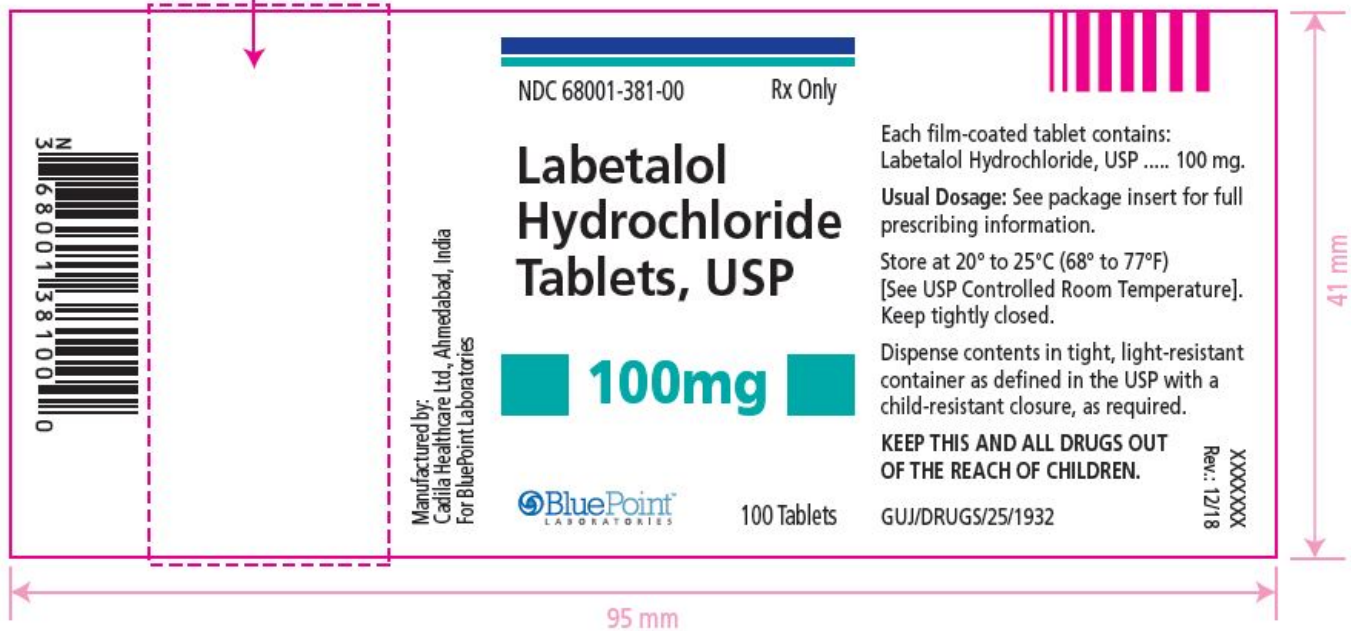 N
3 68001 38100 0
Manufactured by:
Cadila Healthcare Ltd., Ahmedabad, India
For BluePoint Laboratories
NDC 68001-381-00 Rx Only
Labetalol
Hydrochloride
Tablets, USP
100mg
BluePoint™
LABORATORIES
100 Tablets
Each film-coated tablet contains:
Labetalol Hydrochloride, USP ..... 100 mg.
Usual Dosage: See package insert for full
prescribing information.
Store at 20° to 25°C (68° to 77°F)
[See USP Controlled Room Temperature].
Keep tightly closed.
Dispense contents in tight, light-resistant
container as defined in the USP with a
child-resistant closure, as required.
KEEP THIS AND ALL DRUGS OUT
OF THE REACH OF CHILDREN.
GUJ/DRUGS/25/1932
XXXXXXX
Rev.: 12/18
41 mm
95 mm